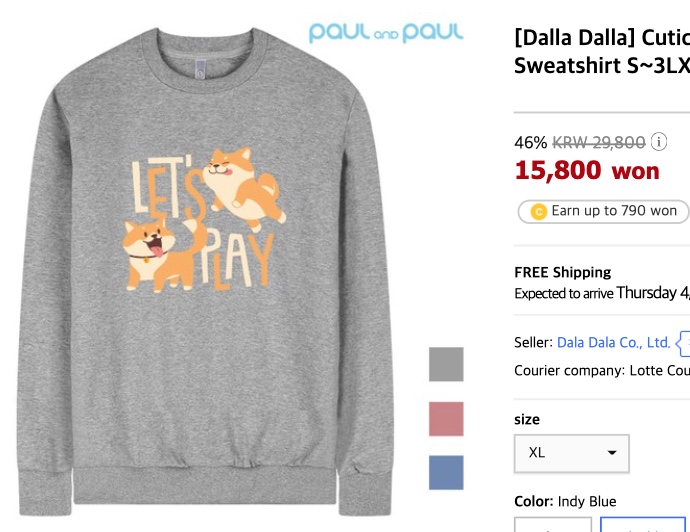 PAUL AND PAUL
LET'S
PLAY
[Dalla Dalla]
Sweatshirt S~3LX
46% KRW 29,800
15,800 won
C Earn up to 790 won
FREE Shipping
Expected to arrive Thursday 4,
Seller: Dala Dala Co., Ltd.
Courier company: Lotte
size
XL
Color: Indy Blue